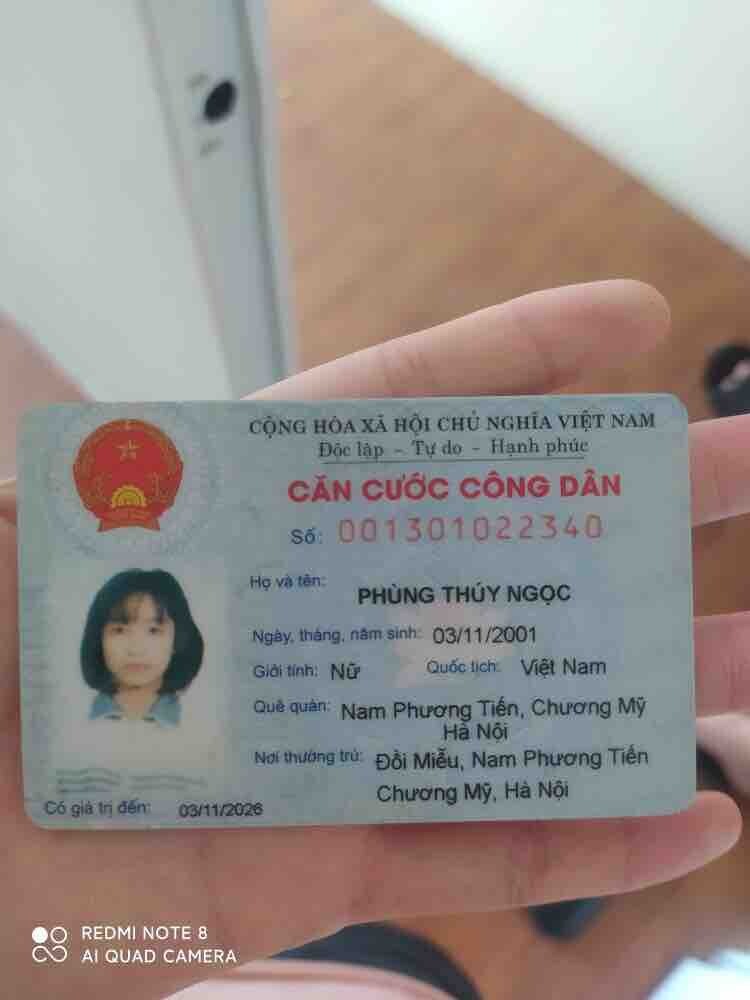 CỘNG HÒA XÃ HỘI CHỦ NGHĨA VIỆT NAM
Độc lập - Tự do - Hạnh phúc
CĂN CƯỚC CÔNG DÂN
Số: 001301022340
Họ và tên: PHÙNG THÚY NGỌC
Ngày, tháng, năm sinh: 03/11/2001
Giới tính: Nữ Quốc tịch: Việt Nam
Quê quán: Nam Phương Tiến, Chương Mỹ
Hà Nội
Nơi thường trú: Đồi Miễu, Nam Phương Tiến
Chương Mỹ, Hà Nội
Có giá trị đến: 03/11/2026
REDMI NOTE 8
AI QUAD CAMERA